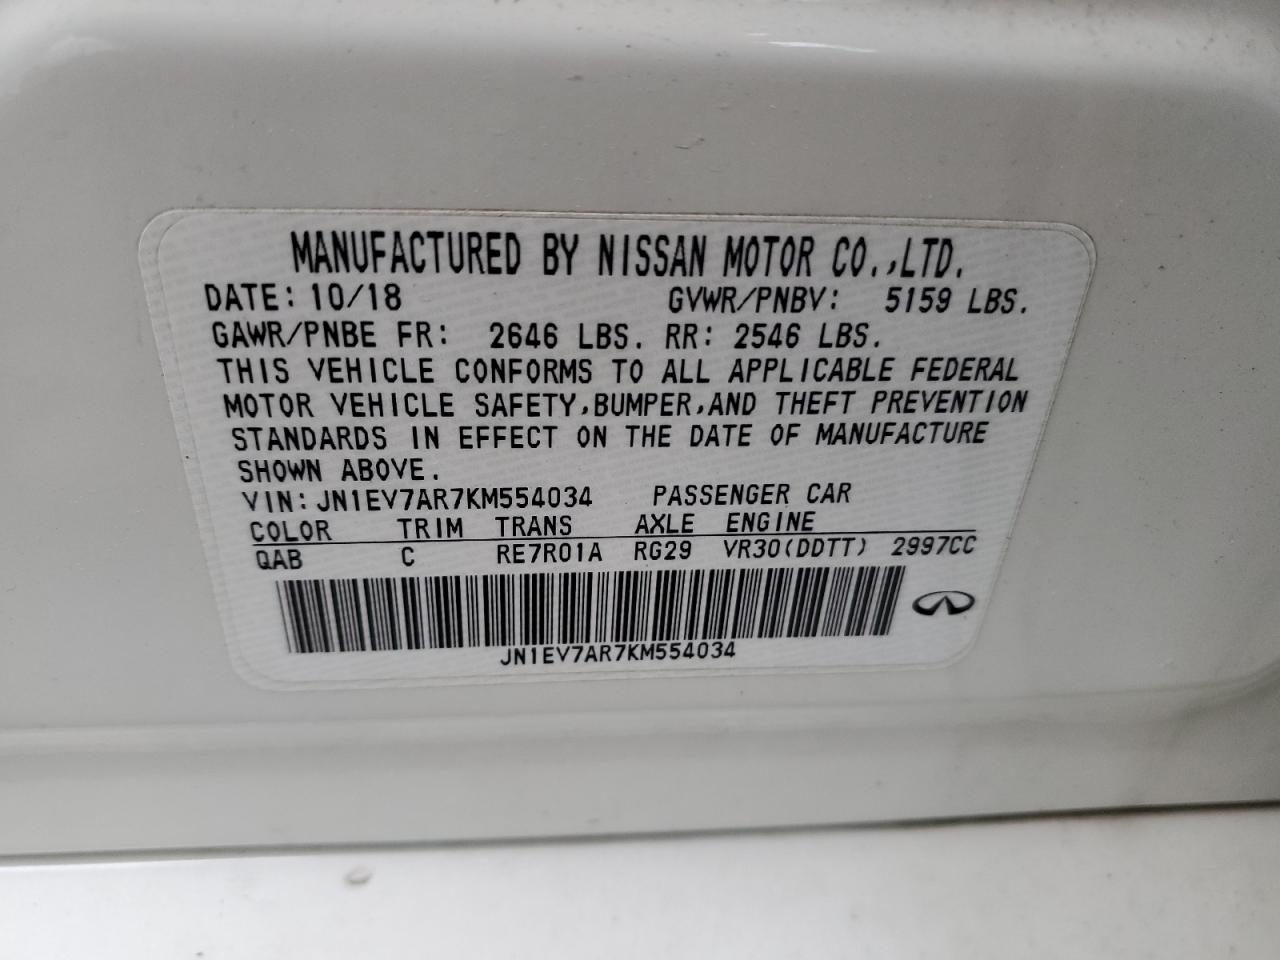 MANUFACTURED BY NISSAN MOTOR CO.,LTD.
DATE: 10/18 GVWR/PNBV: 5159 LBS.
GAWR/PNBE FR: 2646 LBS. RR: 2546 LBS.
THIS VEHICLE CONFORMS TO ALL APPLICABLE FEDERAL
MOTOR VEHICLE SAFETY,BUMPER,AND THEFT PREVENTION
STANDARDS IN EFFECT ON THE DATE OF MANUFACTURE
SHOWN ABOVE.
VIN: JN1EV7AR7KM554034 PASSENGER CAR
COLOR TRIM TRANS AXLE ENGINE
QAB C RE7R01A RG29 VR30(DDTT) 2997CC
JN1EV7AR7KM554034